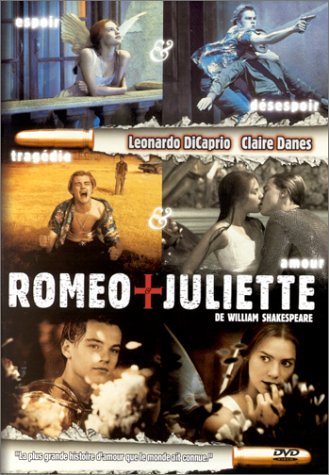 espoir
&
désespoir
Leonardo DiCaprio Claire Danes
tragédie
&
amour
ROMEO + JULIETTE
DE WILLIAM SHAKESPEARE
"La plus grande histoire d'amour que le monde ait connue."
DVD